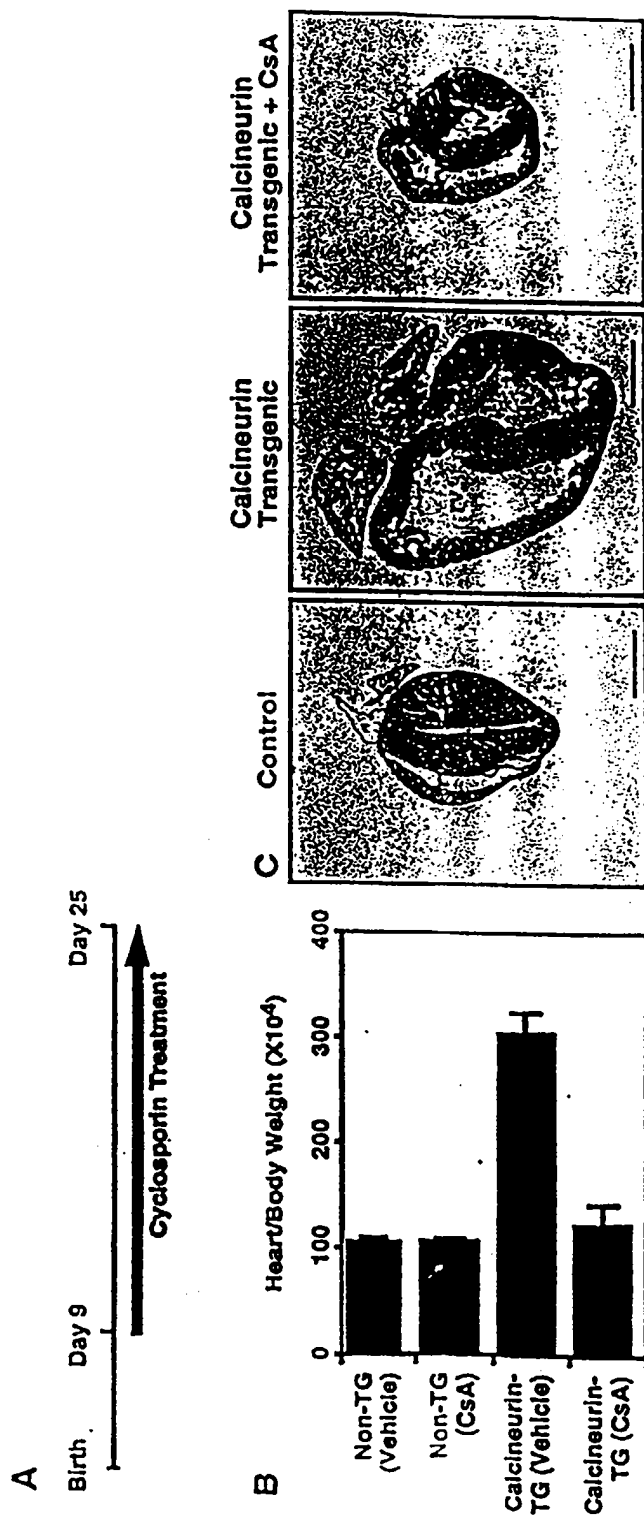 A
Birth Day 9 Day 25
Cyclosporin Treatment
B
Heart/Body Weight (X10⁴)
0 100 200 300 400
Non-TG
(Vehicle)
Non-TG
(CsA)
Calcineurin-
TG (Vehicle)
Calcineurin-
TG (CsA)
C
Control
Calcineurin
Transgenic
Calcineurin
Transgenic + CsA